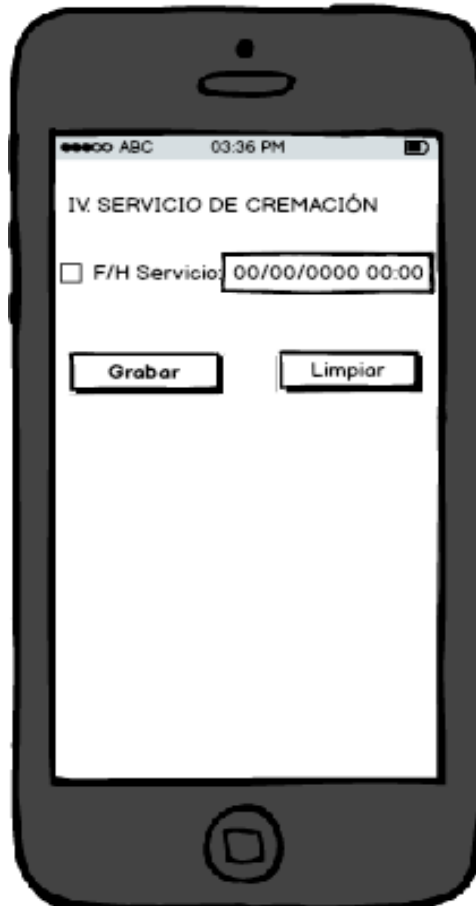 ABC 03:36 PM
IV. SERVICIO DE CREMACIÓN
F/H Servicio: 00/00/0000 00:00
Grabar Limpiar